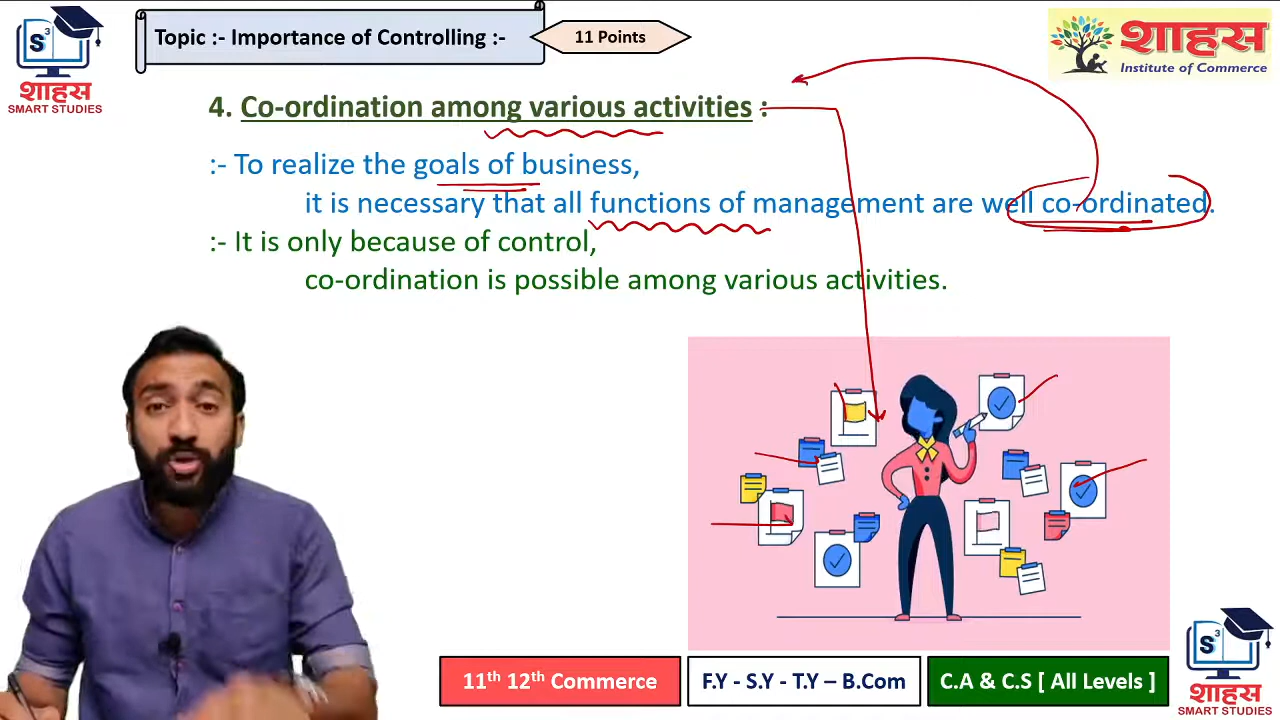 S³
शाहस
SMART STUDIES
Topic :- Importance of Controlling :-
11 Points
शाहस
Institute of Commerce
4. Co-ordination among various activities :
:- To realize the goals of business,
it is necessary that all functions of management are well co-ordinated.
:- It is only because of control,
co-ordination is possible among various activities.
11th 12th Commerce
F.Y - S.Y - T.Y – B.Com
C.A & C.S [ All Levels ]
S³
शाहस
SMART STUDIES